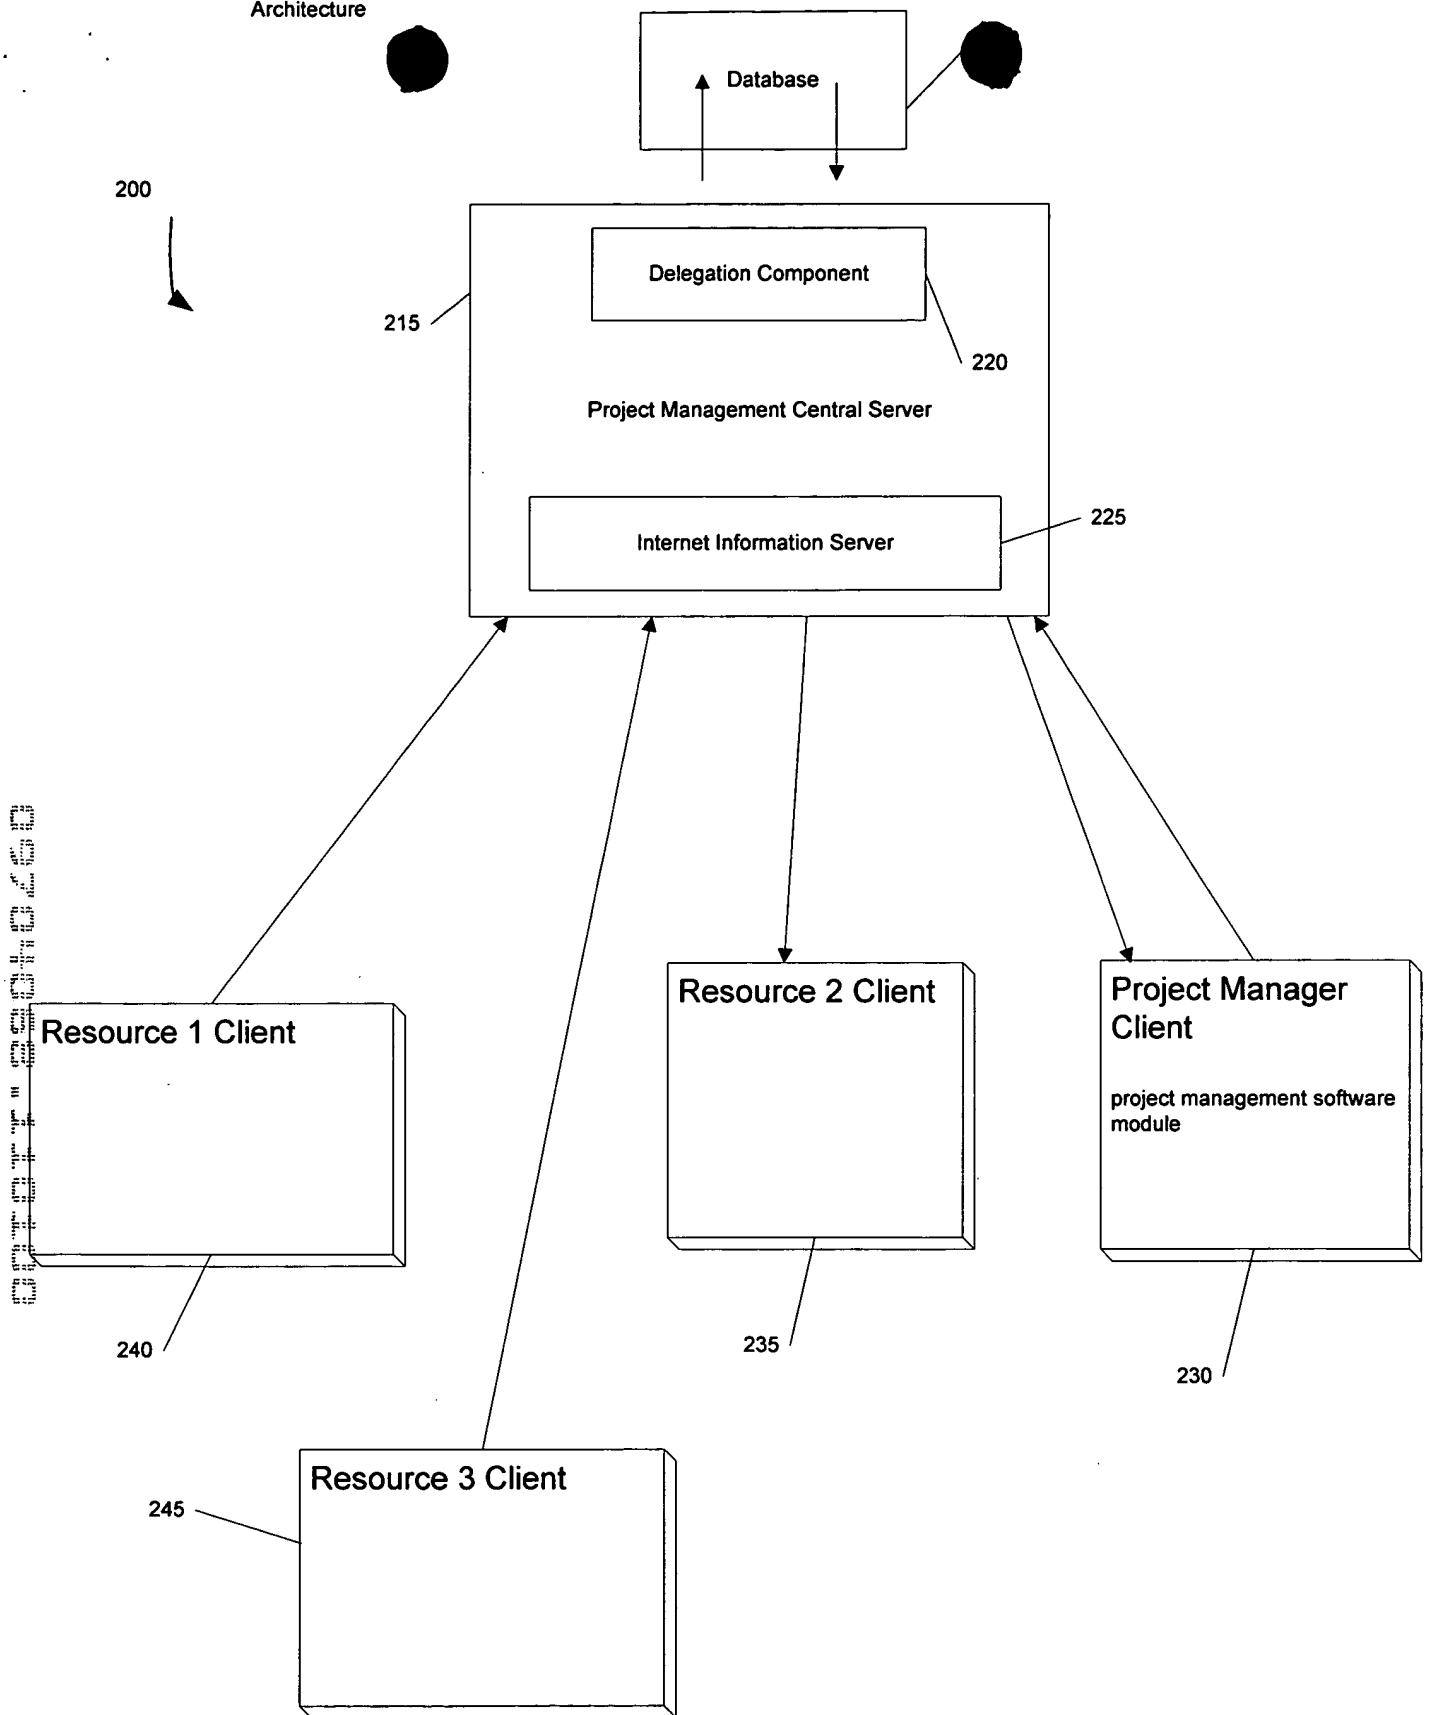 Architecture
Database
200
Delegation Component
215
220
Project Management Central Server
225
Internet Information Server
Resource 2 Client
Project Manager
Client
Resource 1 Client
project management software
module
240
235
230
Resource 3 Client
245